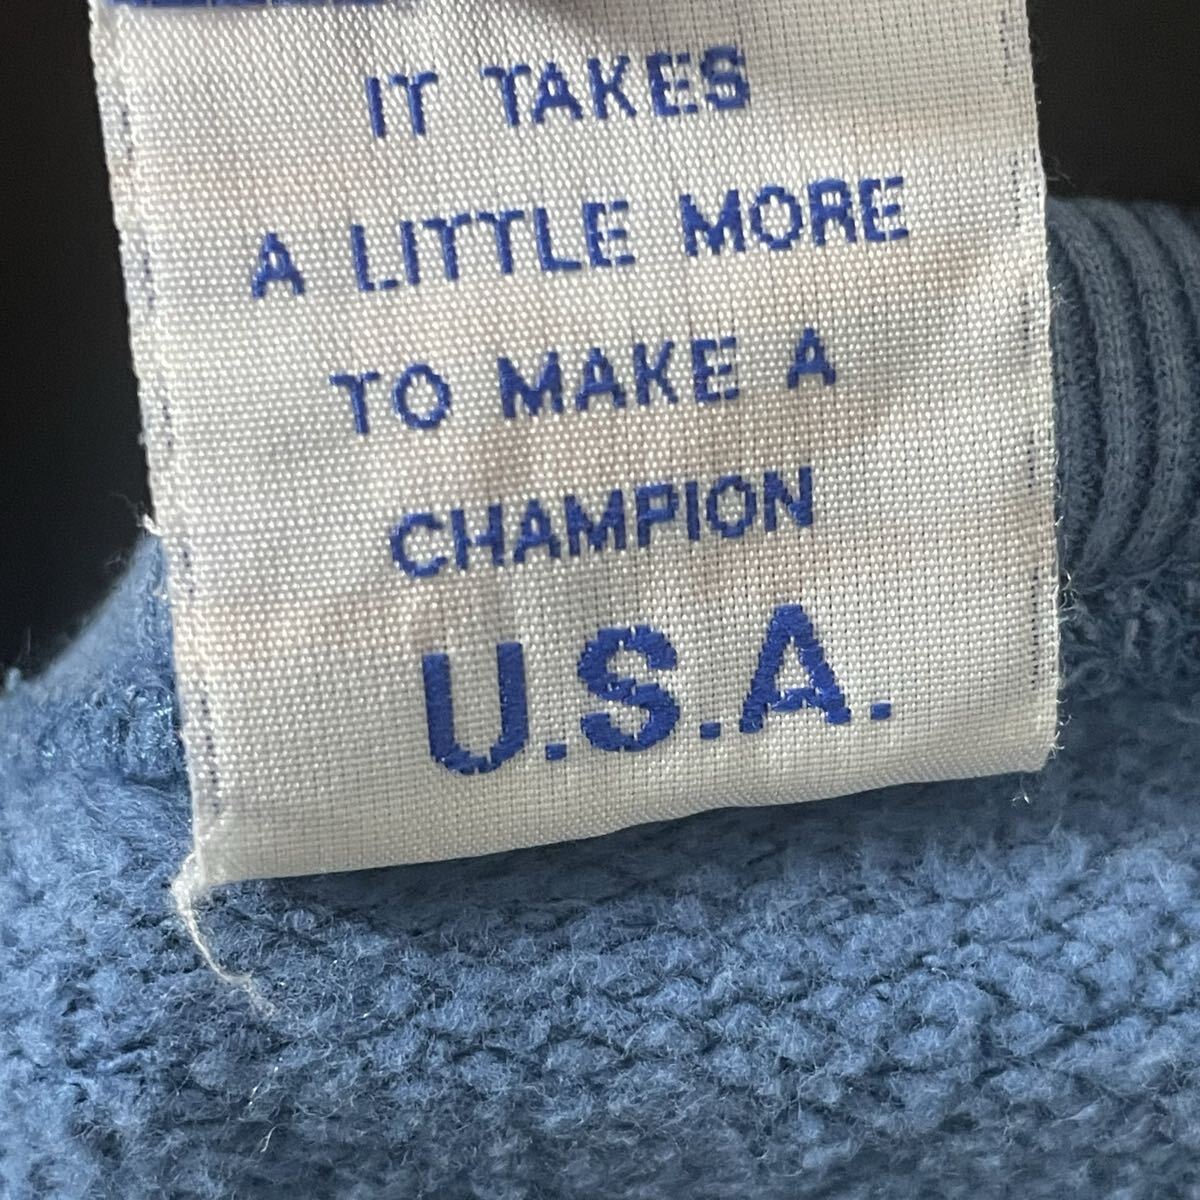 IT TAKES
A LITTLE MORE
TO MAKE A
CHAMPION
U.S.A.